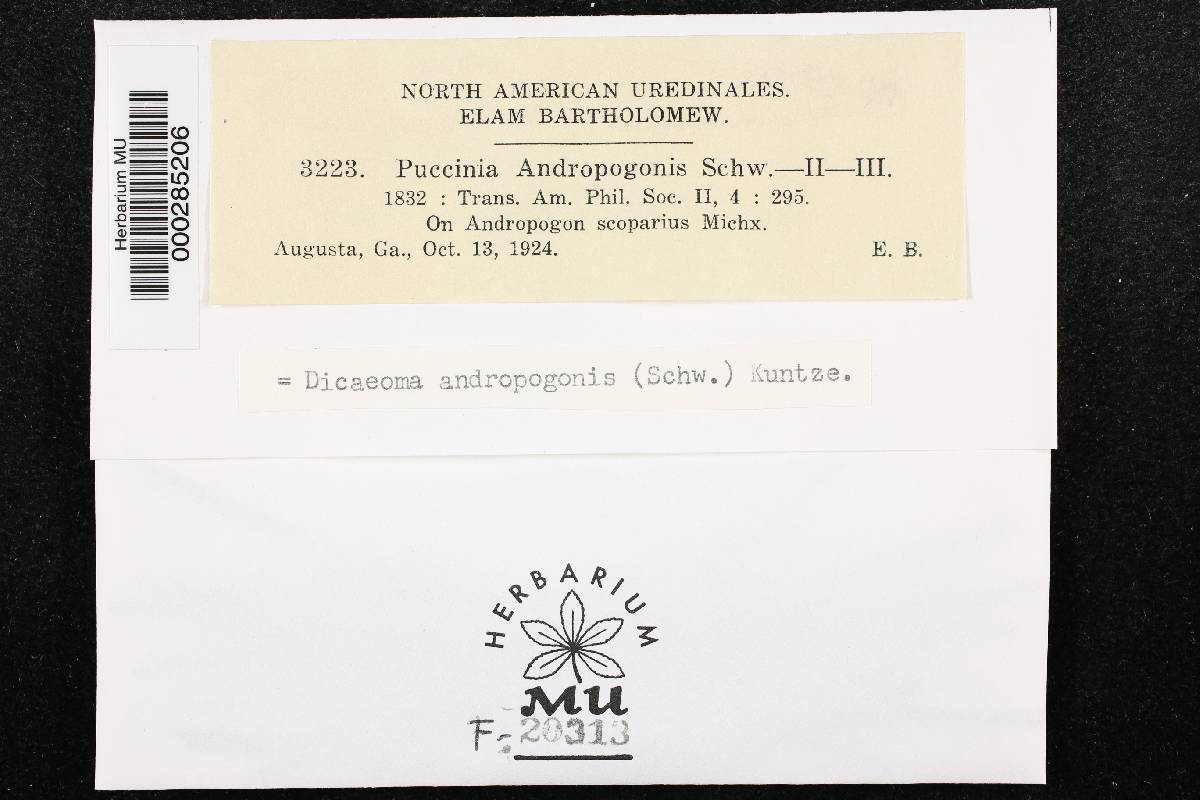 NORTH AMERICAN UREDINALES.
ELAM BARTHOLOMEW.
3223. Puccinia Andropogonis Schw.—II—III.
1832 : Trans. Am. Phil. Soc. II, 4 : 295.
On Andropogon scoparius Michx.
Augusta, Ga., Oct. 13, 1924. E. B.
Herbarium MU
000285206
= Dicaeoma andropogonis (Schw.) Kuntze.
HERBARIUM
MU
F- 20313